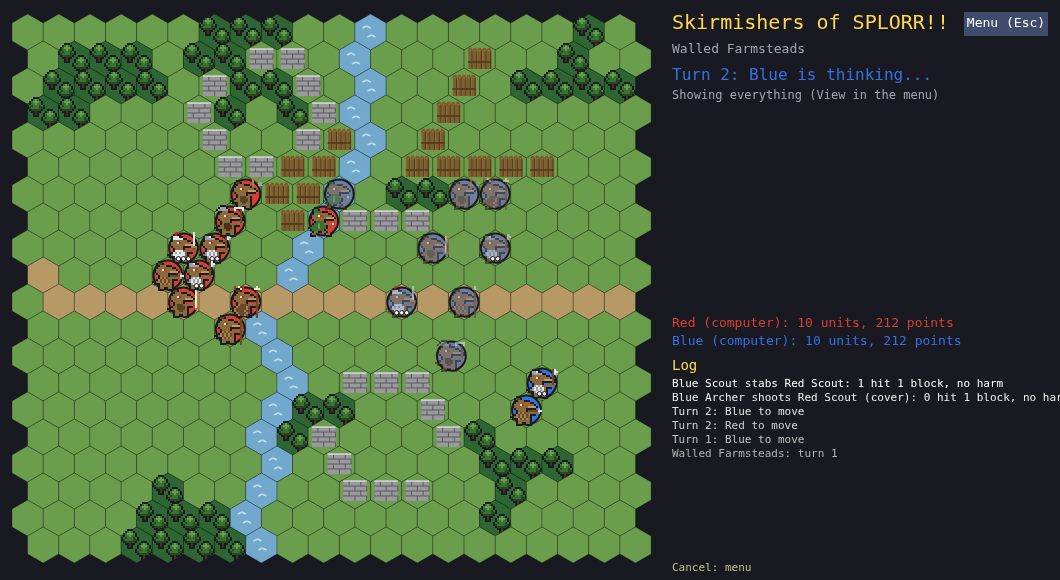 Skirmishers of SPLORR!!
Menu (Esc)
Walled Farmsteads
Turn 2: Blue is thinking...
Showing everything (View in the menu)
Red (computer): 10 units, 212 points
Blue (computer): 10 units, 212 points
Log
Blue Scout stabs Red Scout: 1 hit 1 block, no harm
Blue Archer shoots Red Scout (cover): 0 hit 1 block, no har
Turn 2: Blue to move
Turn 2: Red to move
Turn 1: Blue to move
Walled Farmsteads: turn 1
Cancel: menu